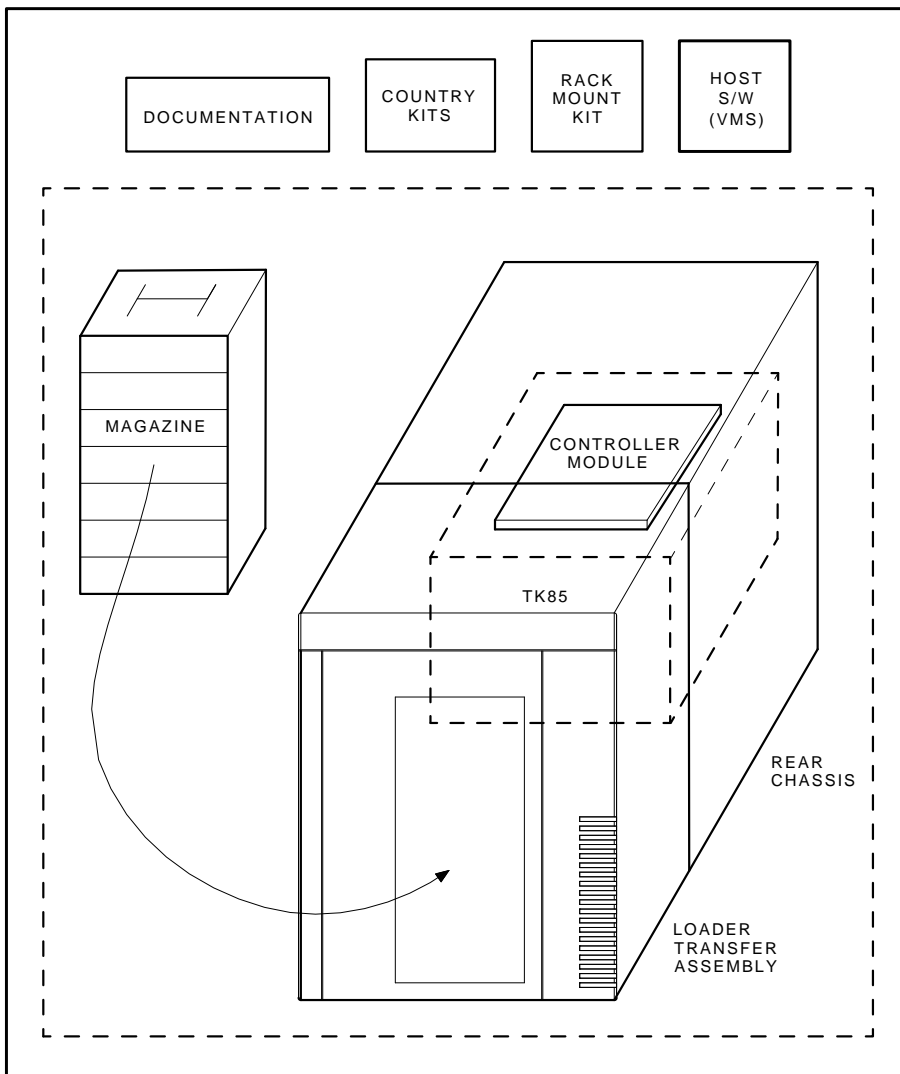 DOCUMENTATION
COUNTRY
KITS
RACK
MOUNT
KIT
HOST
S/W
(VMS)
MAGAZINE
CONTROLLER
MODULE
TK85
REAR
CHASSIS
LOADER
TRANSFER
ASSEMBLY